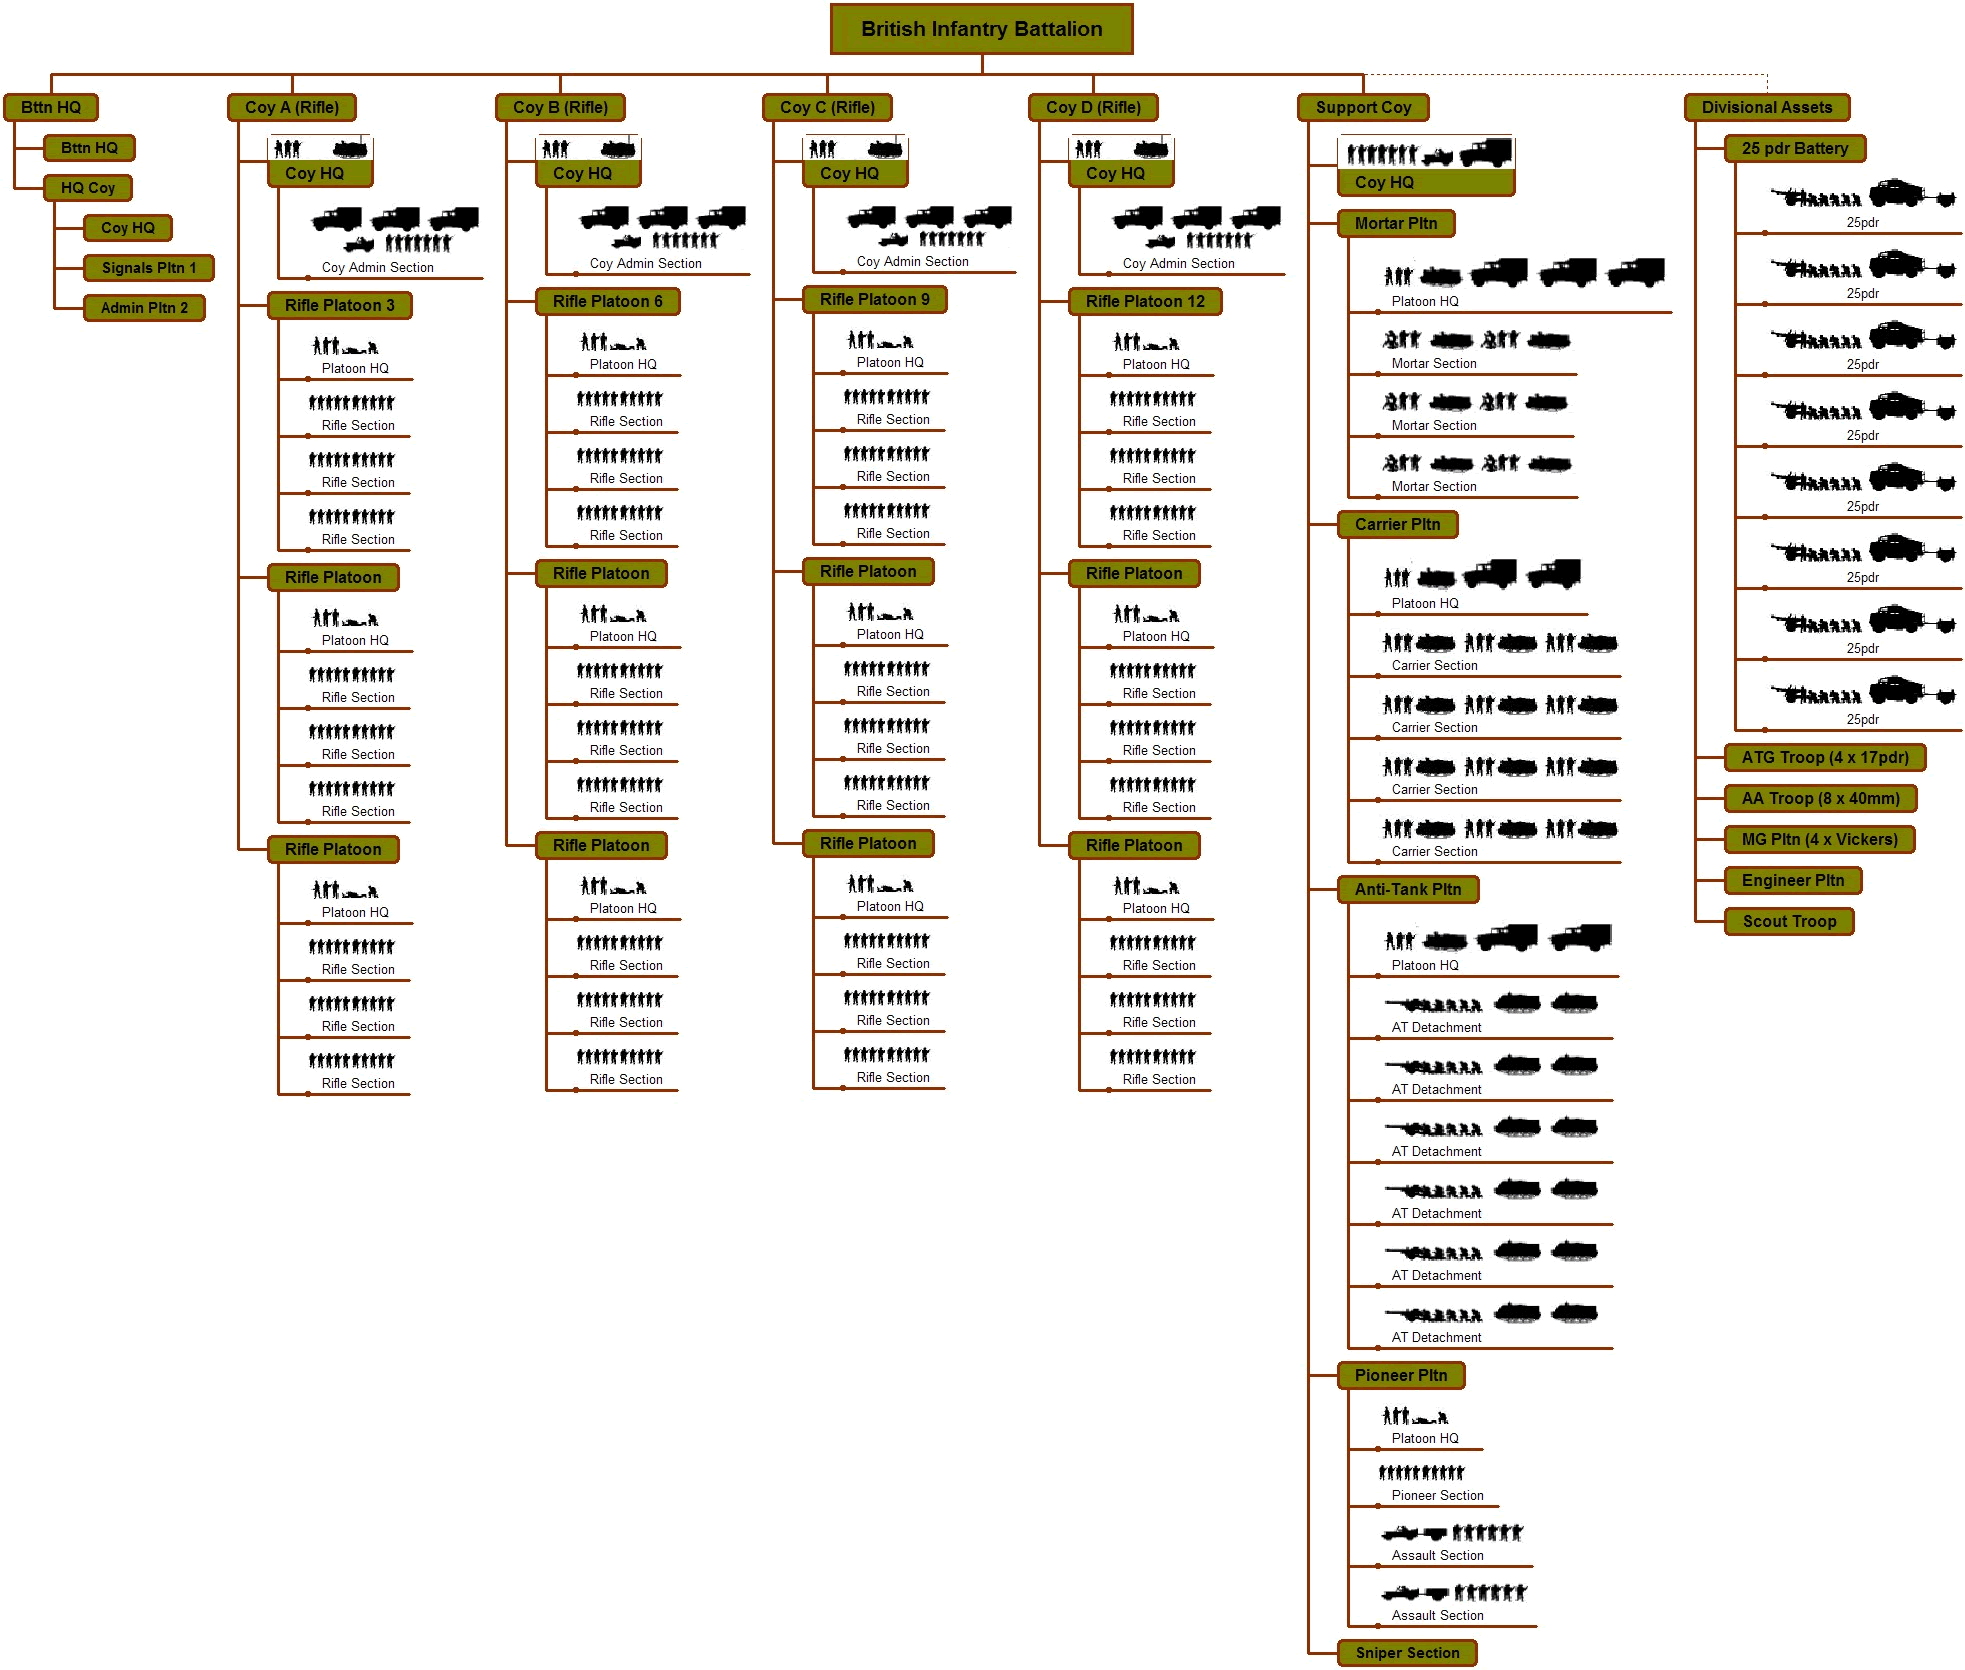 British Infantry Battalion
Bttn HQ
Bttn HQ
HQ Coy
Coy HQ
Signals Pltn 1
Admin Pltn 2
Coy A (Rifle)
Coy HQ
Coy Admin Section
Rifle Platoon 3
Platoon HQ
Rifle Section
Rifle Section
Rifle Section
Rifle Platoon
Platoon HQ
Rifle Section
Rifle Section
Rifle Section
Rifle Platoon
Platoon HQ
Rifle Section
Rifle Section
Rifle Section
Coy B (Rifle)
Coy HQ
Coy Admin Section
Rifle Platoon 6
Platoon HQ
Rifle Section
Rifle Section
Rifle Section
Rifle Platoon
Platoon HQ
Rifle Section
Rifle Section
Rifle Section
Rifle Platoon
Platoon HQ
Rifle Section
Rifle Section
Rifle Section
Coy C (Rifle)
Coy HQ
Coy Admin Section
Rifle Platoon 9
Platoon HQ
Rifle Section
Rifle Section
Rifle Section
Rifle Platoon
Platoon HQ
Rifle Section
Rifle Section
Rifle Section
Rifle Platoon
Platoon HQ
Rifle Section
Rifle Section
Rifle Section
Coy D (Rifle)
Coy HQ
Coy Admin Section
Rifle Platoon 12
Platoon HQ
Rifle Section
Rifle Section
Rifle Section
Rifle Platoon
Platoon HQ
Rifle Section
Rifle Section
Rifle Section
Rifle Platoon
Platoon HQ
Rifle Section
Rifle Section
Rifle Section
Support Coy
Coy HQ
Mortar Pltn
Platoon HQ
Mortar Section
Mortar Section
Mortar Section
Carrier Pltn
Platoon HQ
Carrier Section
Carrier Section
Carrier Section
Carrier Section
Anti-Tank Pltn
Platoon HQ
AT Detachment
AT Detachment
AT Detachment
AT Detachment
AT Detachment
AT Detachment
Pioneer Pltn
Platoon HQ
Pioneer Section
Assault Section
Assault Section
Sniper Section
Divisional Assets
25 pdr Battery
25pdr
25pdr
25pdr
25pdr
25pdr
25pdr
25pdr
25pdr
ATG Troop (4 x 17pdr)
AA Troop (8 x 40mm)
MG Pltn (4 x Vickers)
Engineer Pltn
Scout Troop